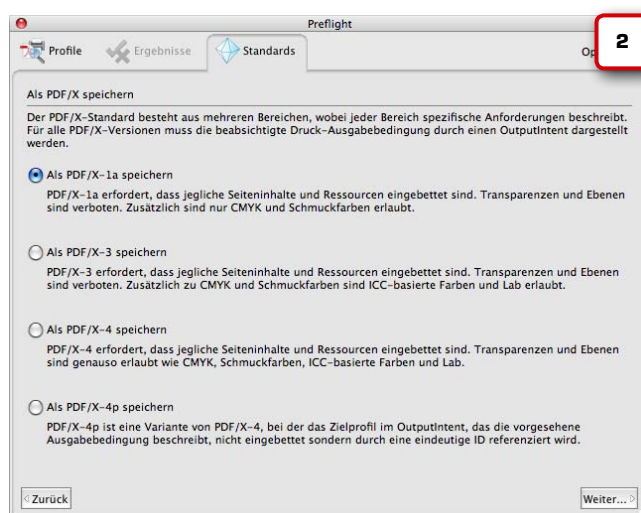 Preflight
Profile
Ergebnisse
Standards
2
Als PDF/X speichern
Der PDF/X-Standard besteht aus mehreren Bereichen, wobei jeder Bereich spezifische Anforderungen beschreibt.
Für alle PDF/X-Versionen muss die beabsichtigte Druck-Ausgabebedingung durch einen OutputIntent dargestellt
werden.
Als PDF/X-1a speichern
PDF/X-1a erfordert, dass jegliche Seiteninhalte und Ressourcen eingebettet sind. Transparenzen und Ebenen
sind verboten. Zusätzlich sind nur CMYK und Schmuckfarben erlaubt.
Als PDF/X-3 speichern
PDF/X-3 erfordert, dass jegliche Seiteninhalte und Ressourcen eingebettet sind. Transparenzen und Ebenen
sind verboten. Zusätzlich zu CMYK und Schmuckfarben sind ICC-basierte Farben und Lab erlaubt.
Als PDF/X-4 speichern
PDF/X-4 erfordert, dass jegliche Seiteninhalte und Ressourcen eingebettet sind. Transparenzen und Ebenen
sind genauso erlaubt wie CMYK, Schmuckfarben, ICC-basierte Farben und Lab.
Als PDF/X-4p speichern
PDF/X-4p ist eine Variante von PDF/X-4, bei der das Zielprofil im OutputIntent, das die vorgesehene
Ausgabebedingung beschreibt, nicht eingebettet sondern durch eine eindeutige ID referenziert wird.
Zurück
Weiter...